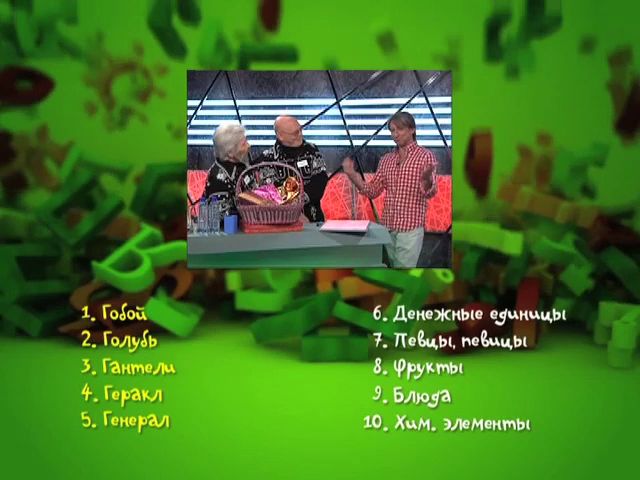 1. Гобой
2. Голубь
3. Гантели
4. Геракл
5. Генерал
6. Денежные единицы
7. Певцы, певицы
8. Фрукты
9. Блюда
10. Хим. элементы